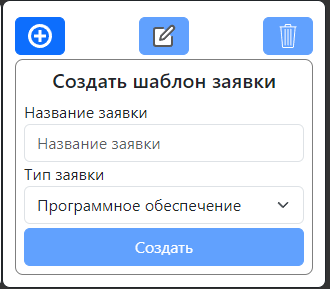 Создать шаблон заявки
Название заявки
Название заявки
Тип заявки
Программное обеспечение
Создать